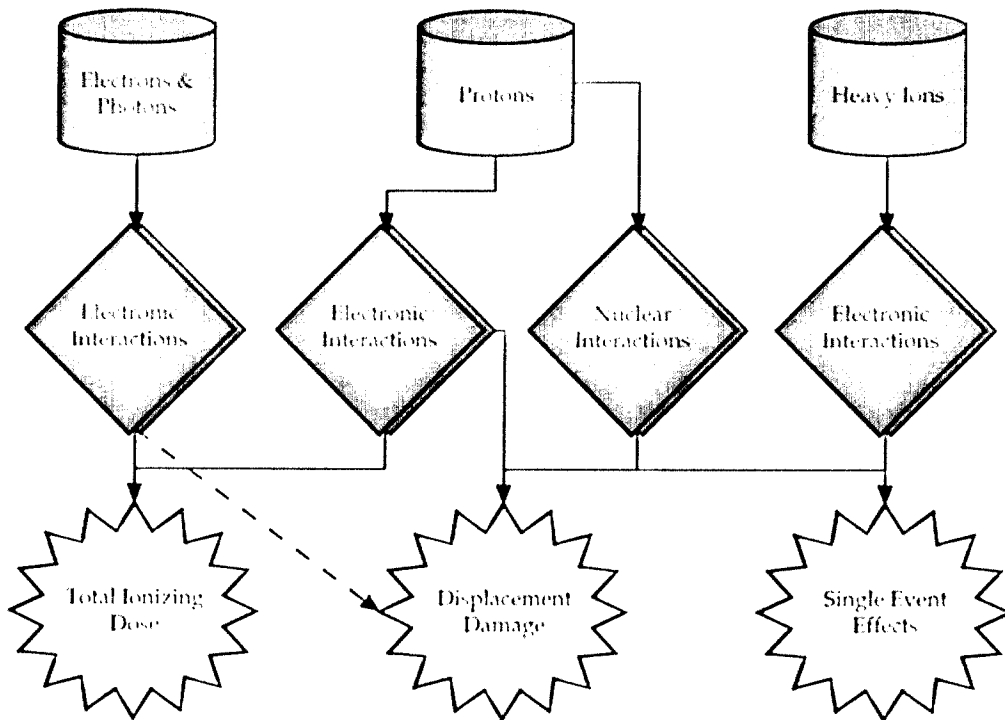 Electrons &
Photons
Protons
Heavy Ions
Electronic
Interactions
Electronic
Interactions
Nuclear
Interactions
Electronic
Interactions
Total Ionizing
Dose
Displacement
Damage
Single Event
Effects